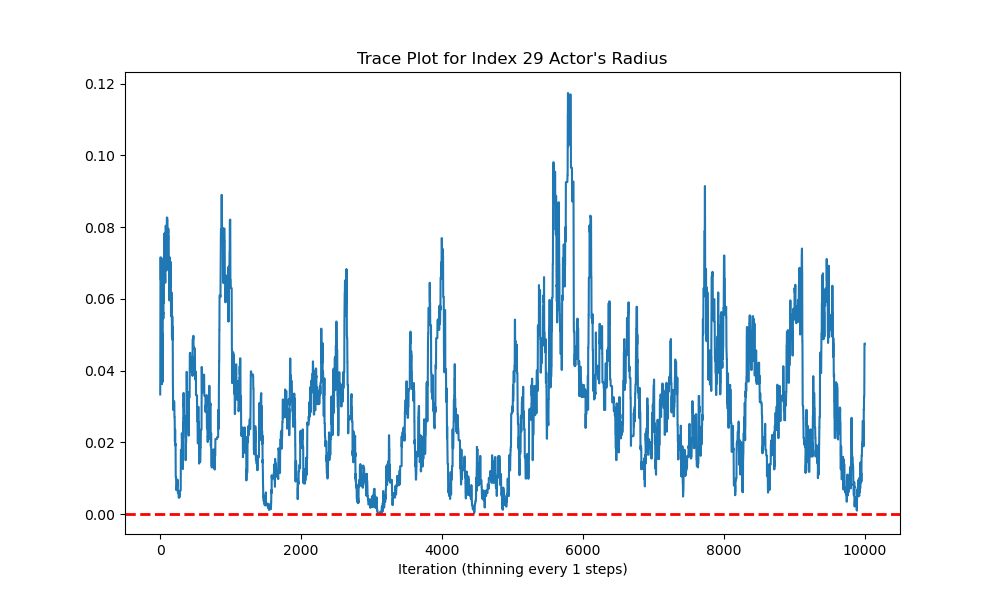 Trace Plot for Index 29 Actor's Radius
0.12
0.10
0.08
0.06
0.04
0.02
0.00
0 2000 4000 6000 8000 10000
Iteration (thinning every 1 steps)